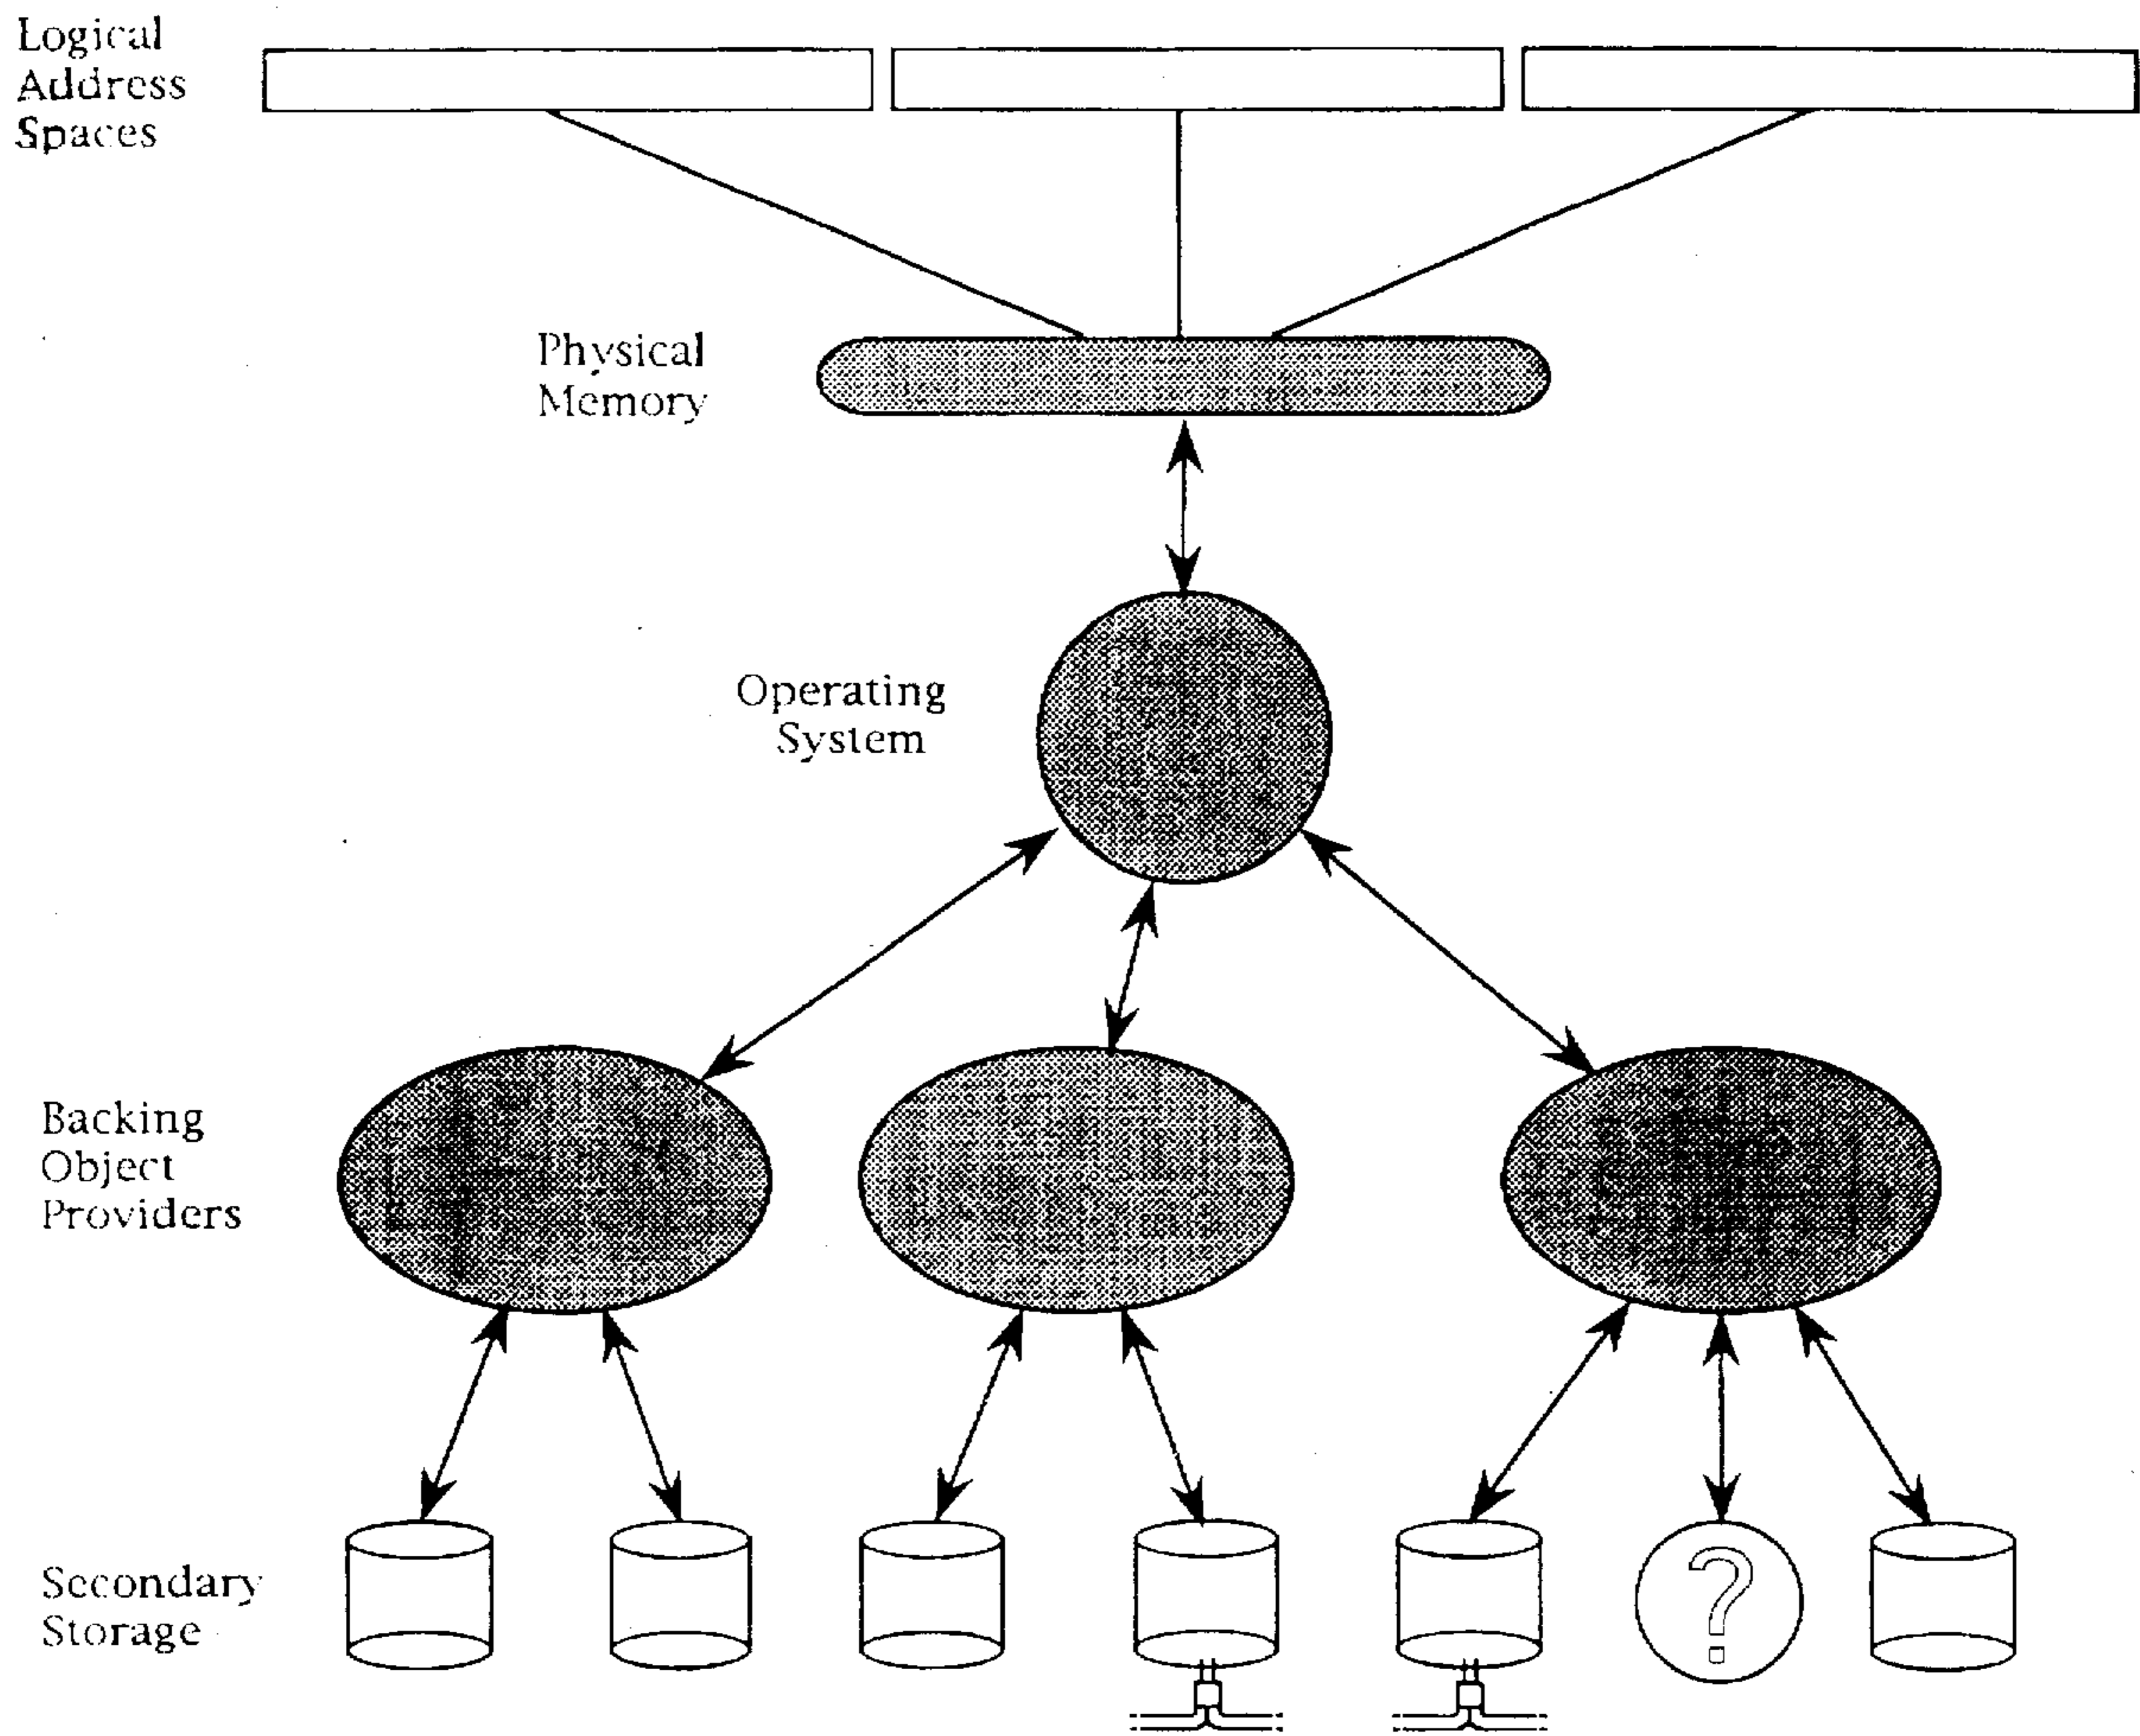 Logical
Address
Spaces
Physical
Memory
Operating
System
Backing
Object
Providers
Secondary
Storage
?